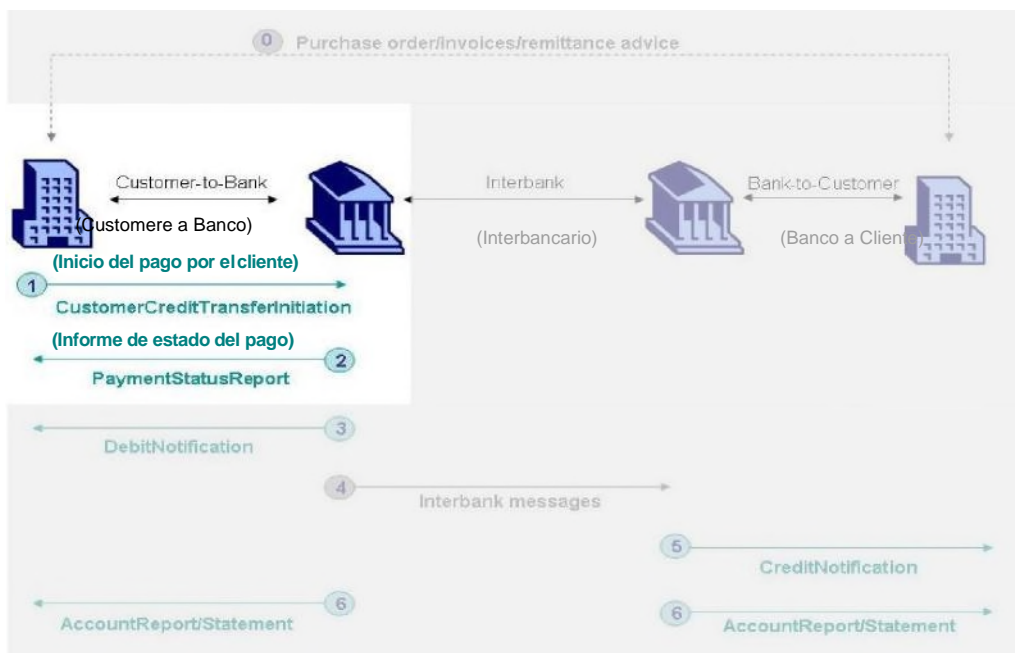 0 Purchase order/invoices/remittance advice
Customer-to-Bank
Interbank
Bank-to-Customer
(Customere a Banco)
(Interbancario)
(Banco a Cliente)
(Inicio del pago por el cliente)
1
CustomerCreditTransferInitiation
(Informe de estado del pago)
2
PaymentStatusReport
3
DebitNotification
4
Interbank messages
5
CreditNotification
6
AccountReport/Statement
6
AccountReport/Statement